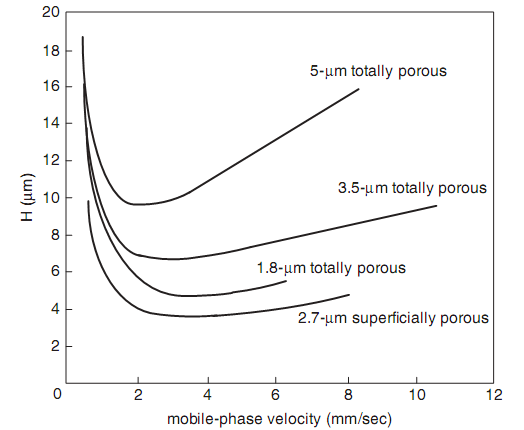 20
18
16
14
12
10
8
6
4
2
0
H (μm)
5-μm totally porous
3.5-μm totally porous
1.8-μm totally porous
2.7-μm superficially porous
0 2 4 6 8 10 12
mobile-phase velocity (mm/sec)